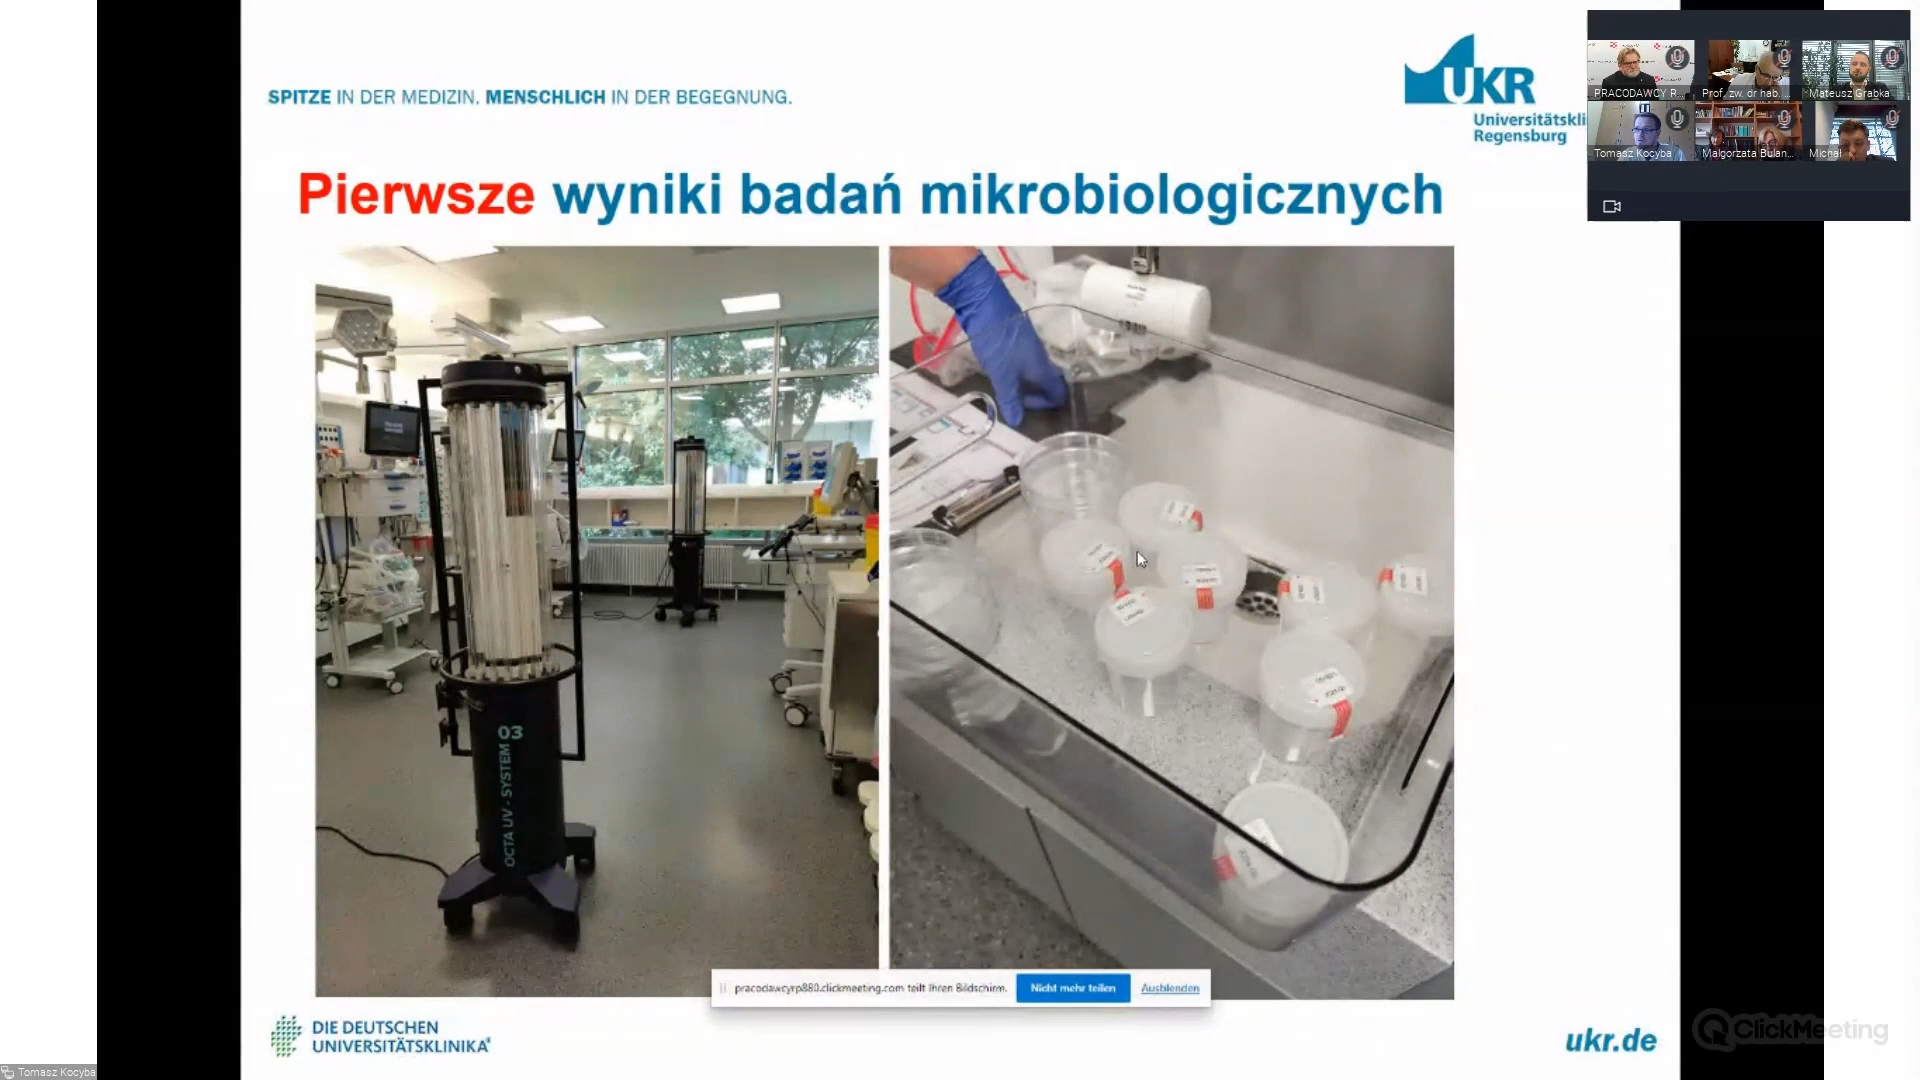 SPITZE IN DER MEDIZIN. MENSCHLICH IN DER BEGEGNUNG.
UKR
Universitätskli
Regensburg
Pierwsze wyniki badań mikrobiologicznych
PRACODAWCY R...
Prof. zw. dr hab. ...
Mateusz Grabka
Tomasz Kocyba
Malgorzata Bulan...
Michał
03
OCTA UV - SYSTEM
pracodawcyrp880.clickmeeting.com teilt Ihren Bildschirm.
Nicht mehr teilen
Ausblenden
DIE DEUTSCHEN
UNIVERSITÄTSKLINIKA
ukr.de
ClickMeeting
Tomasz Kocyba